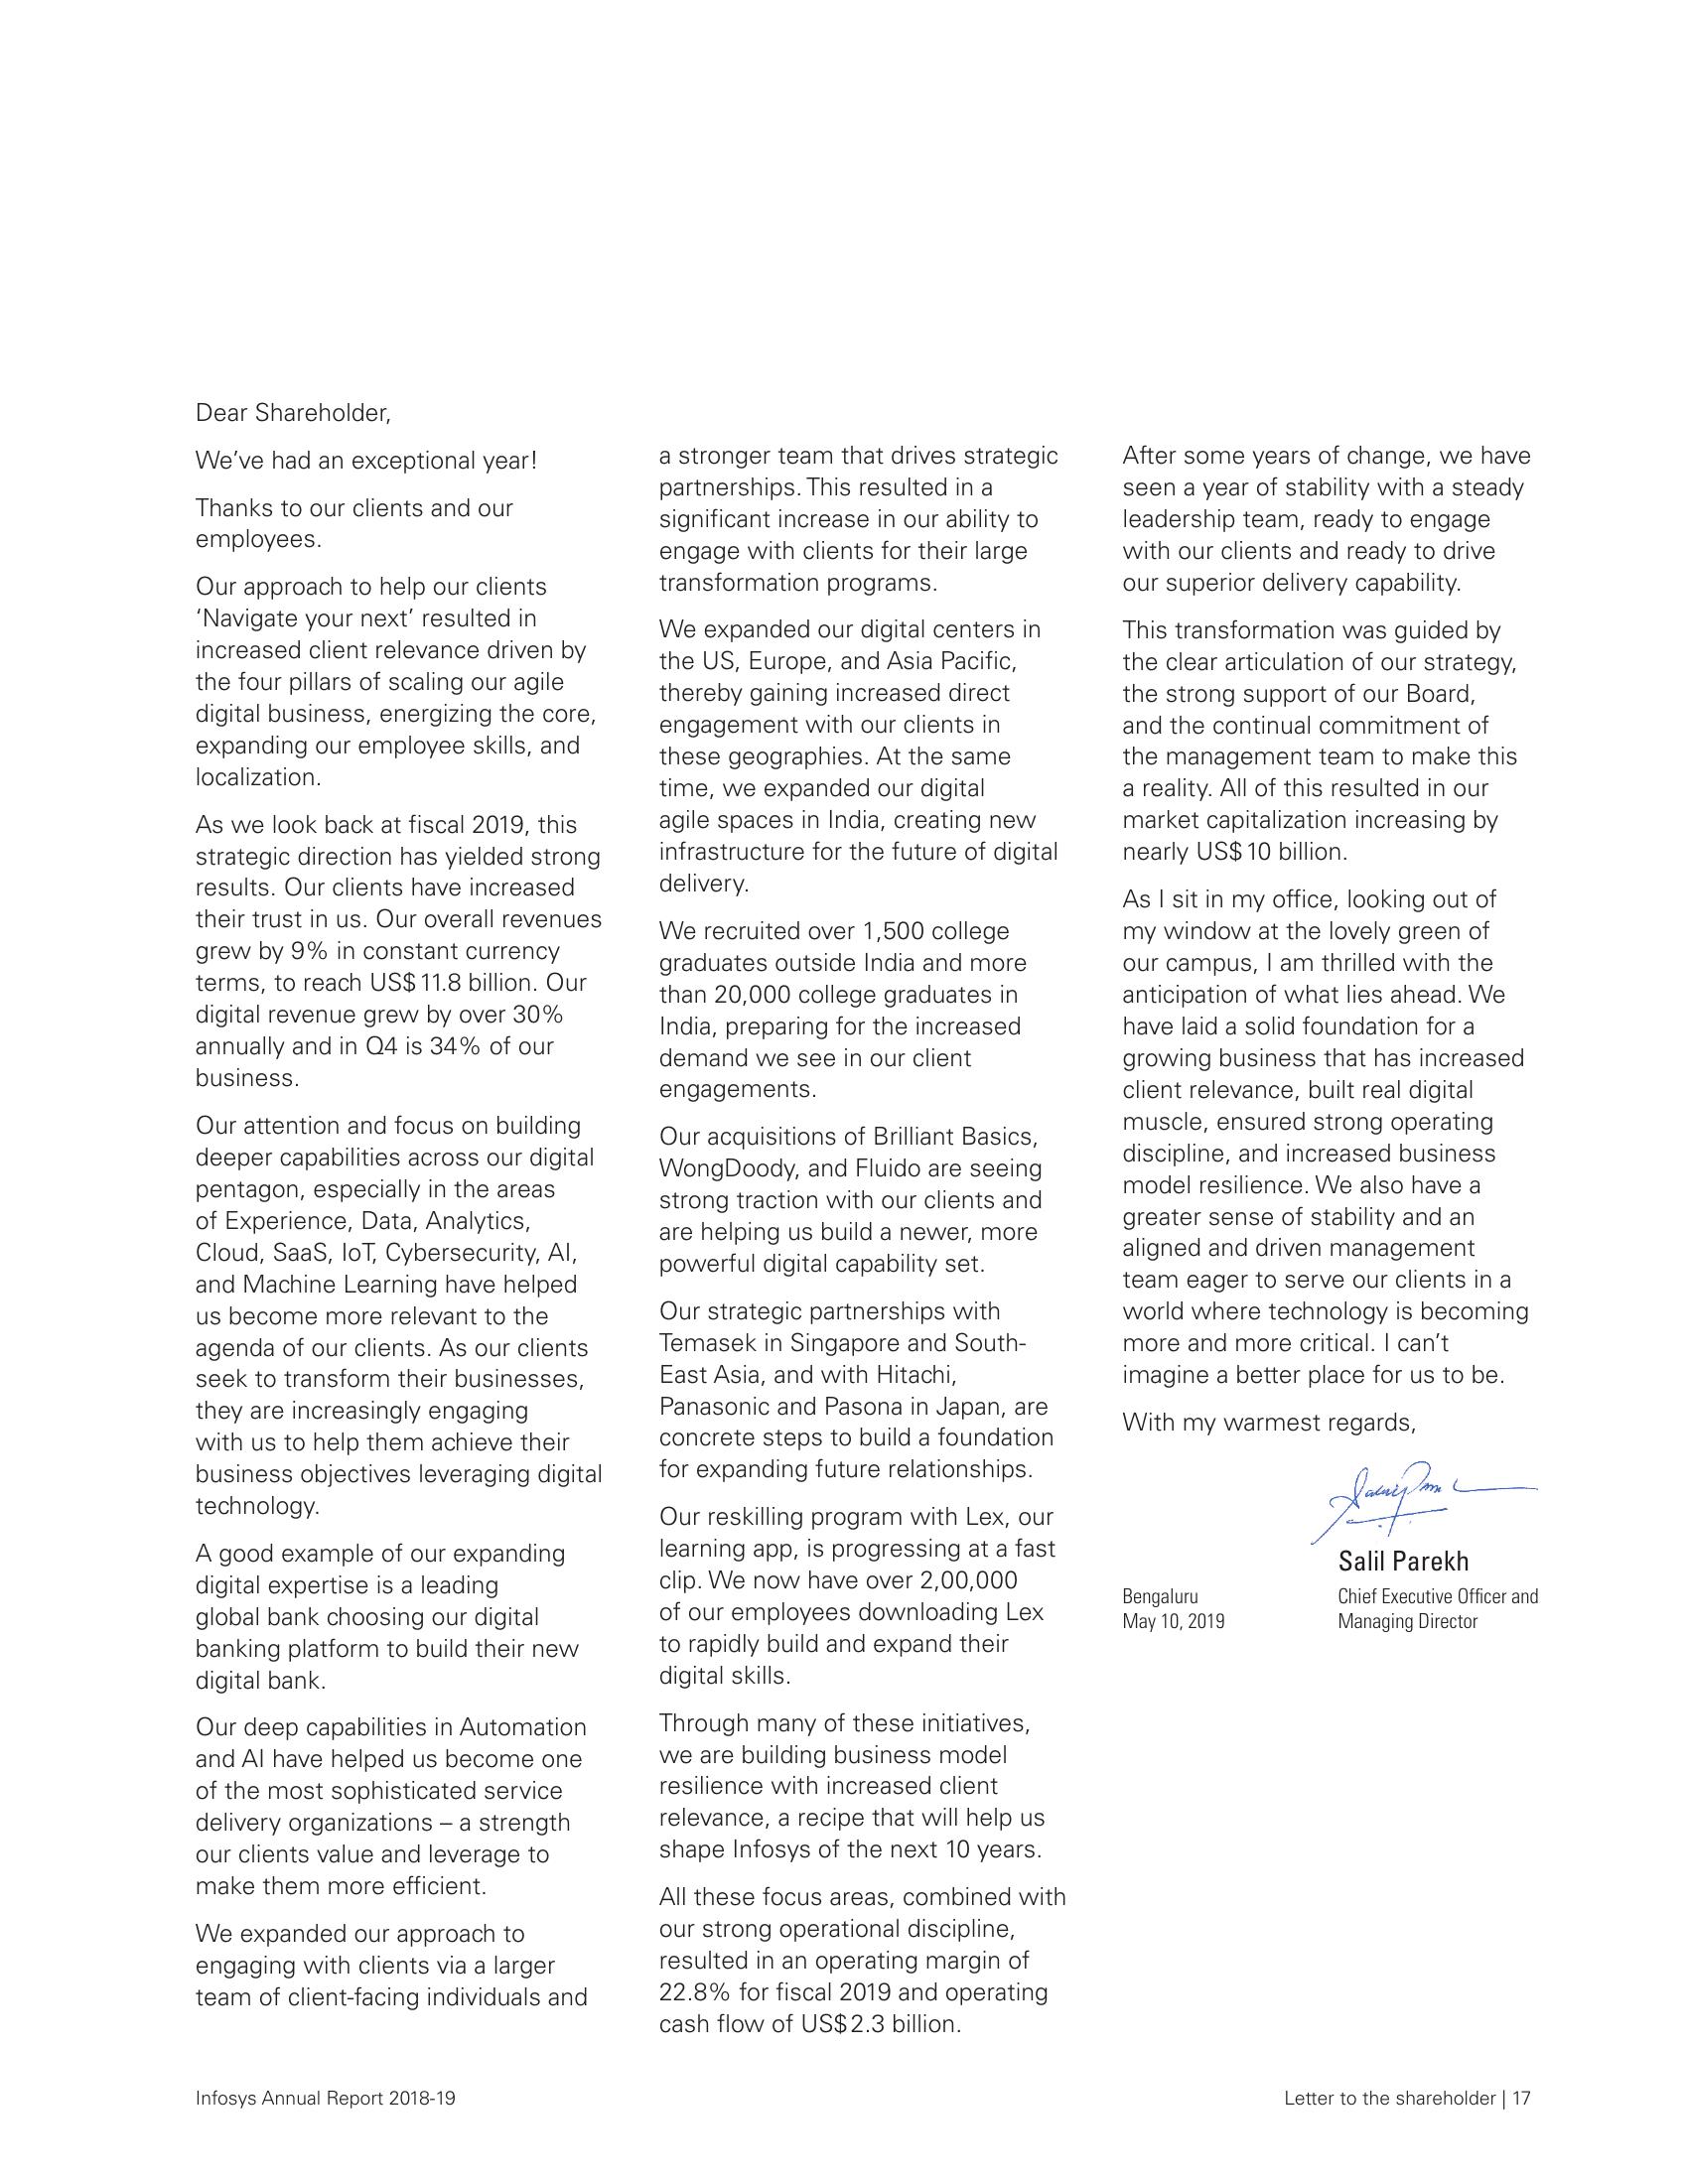 Dear Shareholder,
We’ve had an exceptional year!
Thanks to our clients and our
employees.
Our approach to help our clients
‘Navigate your next’ resulted in
increased client relevance driven by
the four pillars of scaling our agile
digital business, energizing the core,
expanding our employee skills, and
localization.
As we look back at fiscal 2019, this
strategic direction has yielded strong
results. Our clients have increased
their trust in us. Our overall revenues
grew by 9% in constant currency
terms, to reach US$ 11.8 billion. Our
digital revenue grew by over 30%
annually and in Q4 is 34% of our
business.
Our attention and focus on building
deeper capabilities across our digital
pentagon, especially in the areas
of Experience, Data, Analytics,
Cloud, SaaS, IoT, Cybersecurity, AI,
and Machine Learning have helped
us become more relevant to the
agenda of our clients. As our clients
seek to transform their businesses,
they are increasingly engaging
with us to help them achieve their
business objectives leveraging digital
technology.
A good example of our expanding
digital expertise is a leading
global bank choosing our digital
banking platform to build their new
digital bank.
Our deep capabilities in Automation
and AI have helped us become one
of the most sophisticated service
delivery organizations – a strength
our clients value and leverage to
make them more efficient.
We expanded our approach to
engaging with clients via a larger
team of client-facing individuals and
a stronger team that drives strategic
partnerships. This resulted in a
significant increase in our ability to
engage with clients for their large
transformation programs.
We expanded our digital centers in
the US, Europe, and Asia Pacific,
thereby gaining increased direct
engagement with our clients in
these geographies. At the same
time, we expanded our digital
agile spaces in India, creating new
infrastructure for the future of digital
delivery.
We recruited over 1,500 college
graduates outside India and more
than 20,000 college graduates in
India, preparing for the increased
demand we see in our client
engagements.
Our acquisitions of Brilliant Basics,
WongDoody, and Fluido are seeing
strong traction with our clients and
are helping us build a newer, more
powerful digital capability set.
Our strategic partnerships with
Temasek in Singapore and South-
East Asia, and with Hitachi,
Panasonic and Pasona in Japan, are
concrete steps to build a foundation
for expanding future relationships.
Our reskilling program with Lex, our
learning app, is progressing at a fast
clip. We now have over 2,00,000
of our employees downloading Lex
to rapidly build and expand their
digital skills.
Through many of these initiatives,
we are building business model
resilience with increased client
relevance, a recipe that will help us
shape Infosys of the next 10 years.
All these focus areas, combined with
our strong operational discipline,
resulted in an operating margin of
22.8% for fiscal 2019 and operating
cash flow of US$ 2.3 billion.
After some years of change, we have
seen a year of stability with a steady
leadership team, ready to engage
with our clients and ready to drive
our superior delivery capability.
This transformation was guided by
the clear articulation of our strategy,
the strong support of our Board,
and the continual commitment of
the management team to make this
a reality. All of this resulted in our
market capitalization increasing by
nearly US$ 10 billion.
As I sit in my office, looking out of
my window at the lovely green of
our campus, I am thrilled with the
anticipation of what lies ahead. We
have laid a solid foundation for a
growing business that has increased
client relevance, built real digital
muscle, ensured strong operating
discipline, and increased business
model resilience. We also have a
greater sense of stability and an
aligned and driven management
team eager to serve our clients in a
world where technology is becoming
more and more critical. I can’t
imagine a better place for us to be.
With my warmest regards,
Salil Parekh
Bengaluru
May 10, 2019
Chief Executive Officer and
Managing Director
Infosys Annual Report 2018-19
Letter to the shareholder | 17